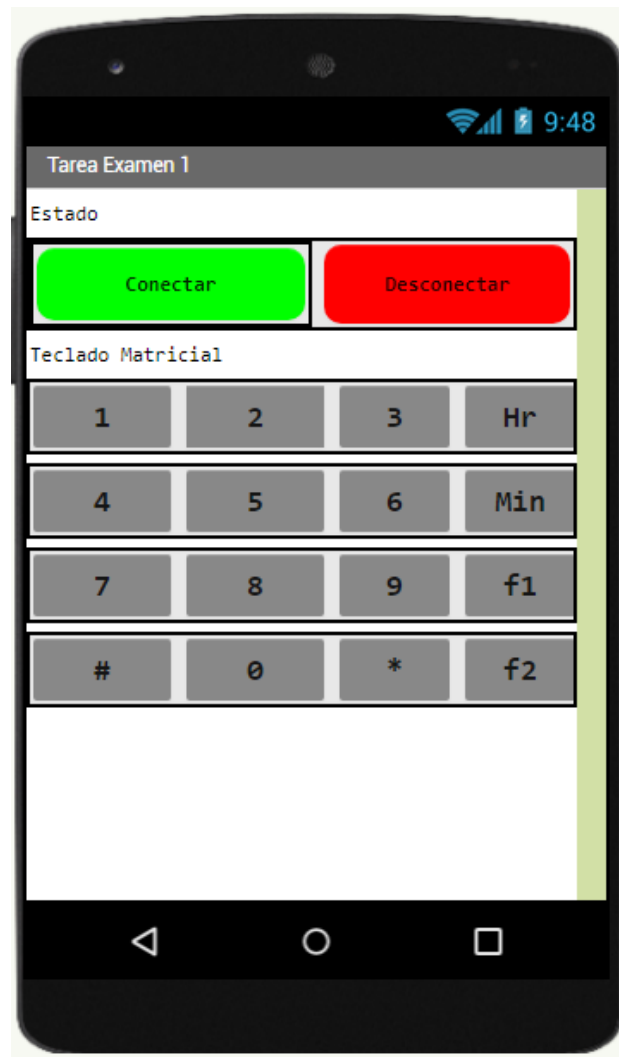 9:48
Tarea Examen 1
Estado
Conectar Desconectar
Teclado Matricial
1 2 3 Hr
4 5 6 Min
7 8 9 f1
# 0 * f2